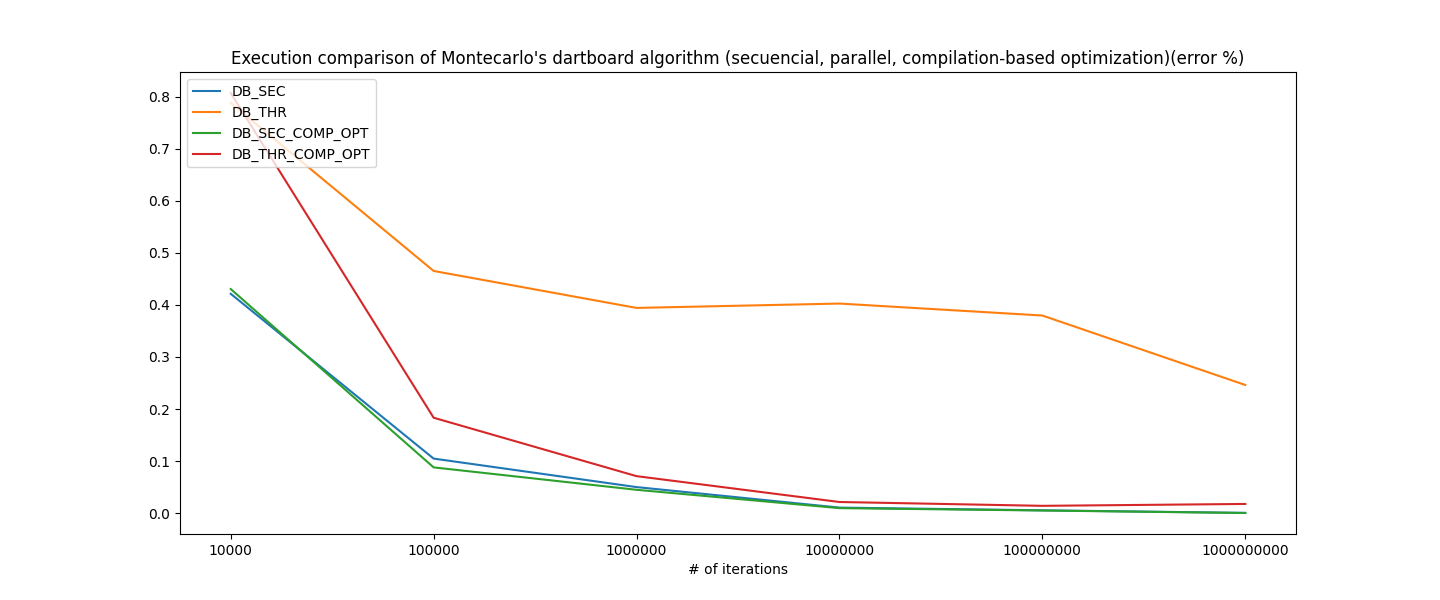 Execution comparison of Montecarlo's dartboard algorithm (secuencial, parallel, compilation-based optimization)(error %)
DB_SEC
DB_THR
DB_SEC_COMP_OPT
DB_THR_COMP_OPT
0.8
0.7
0.6
0.5
0.4
0.3
0.2
0.1
0.0
10000 100000 1000000 10000000 100000000 1000000000
# of iterations